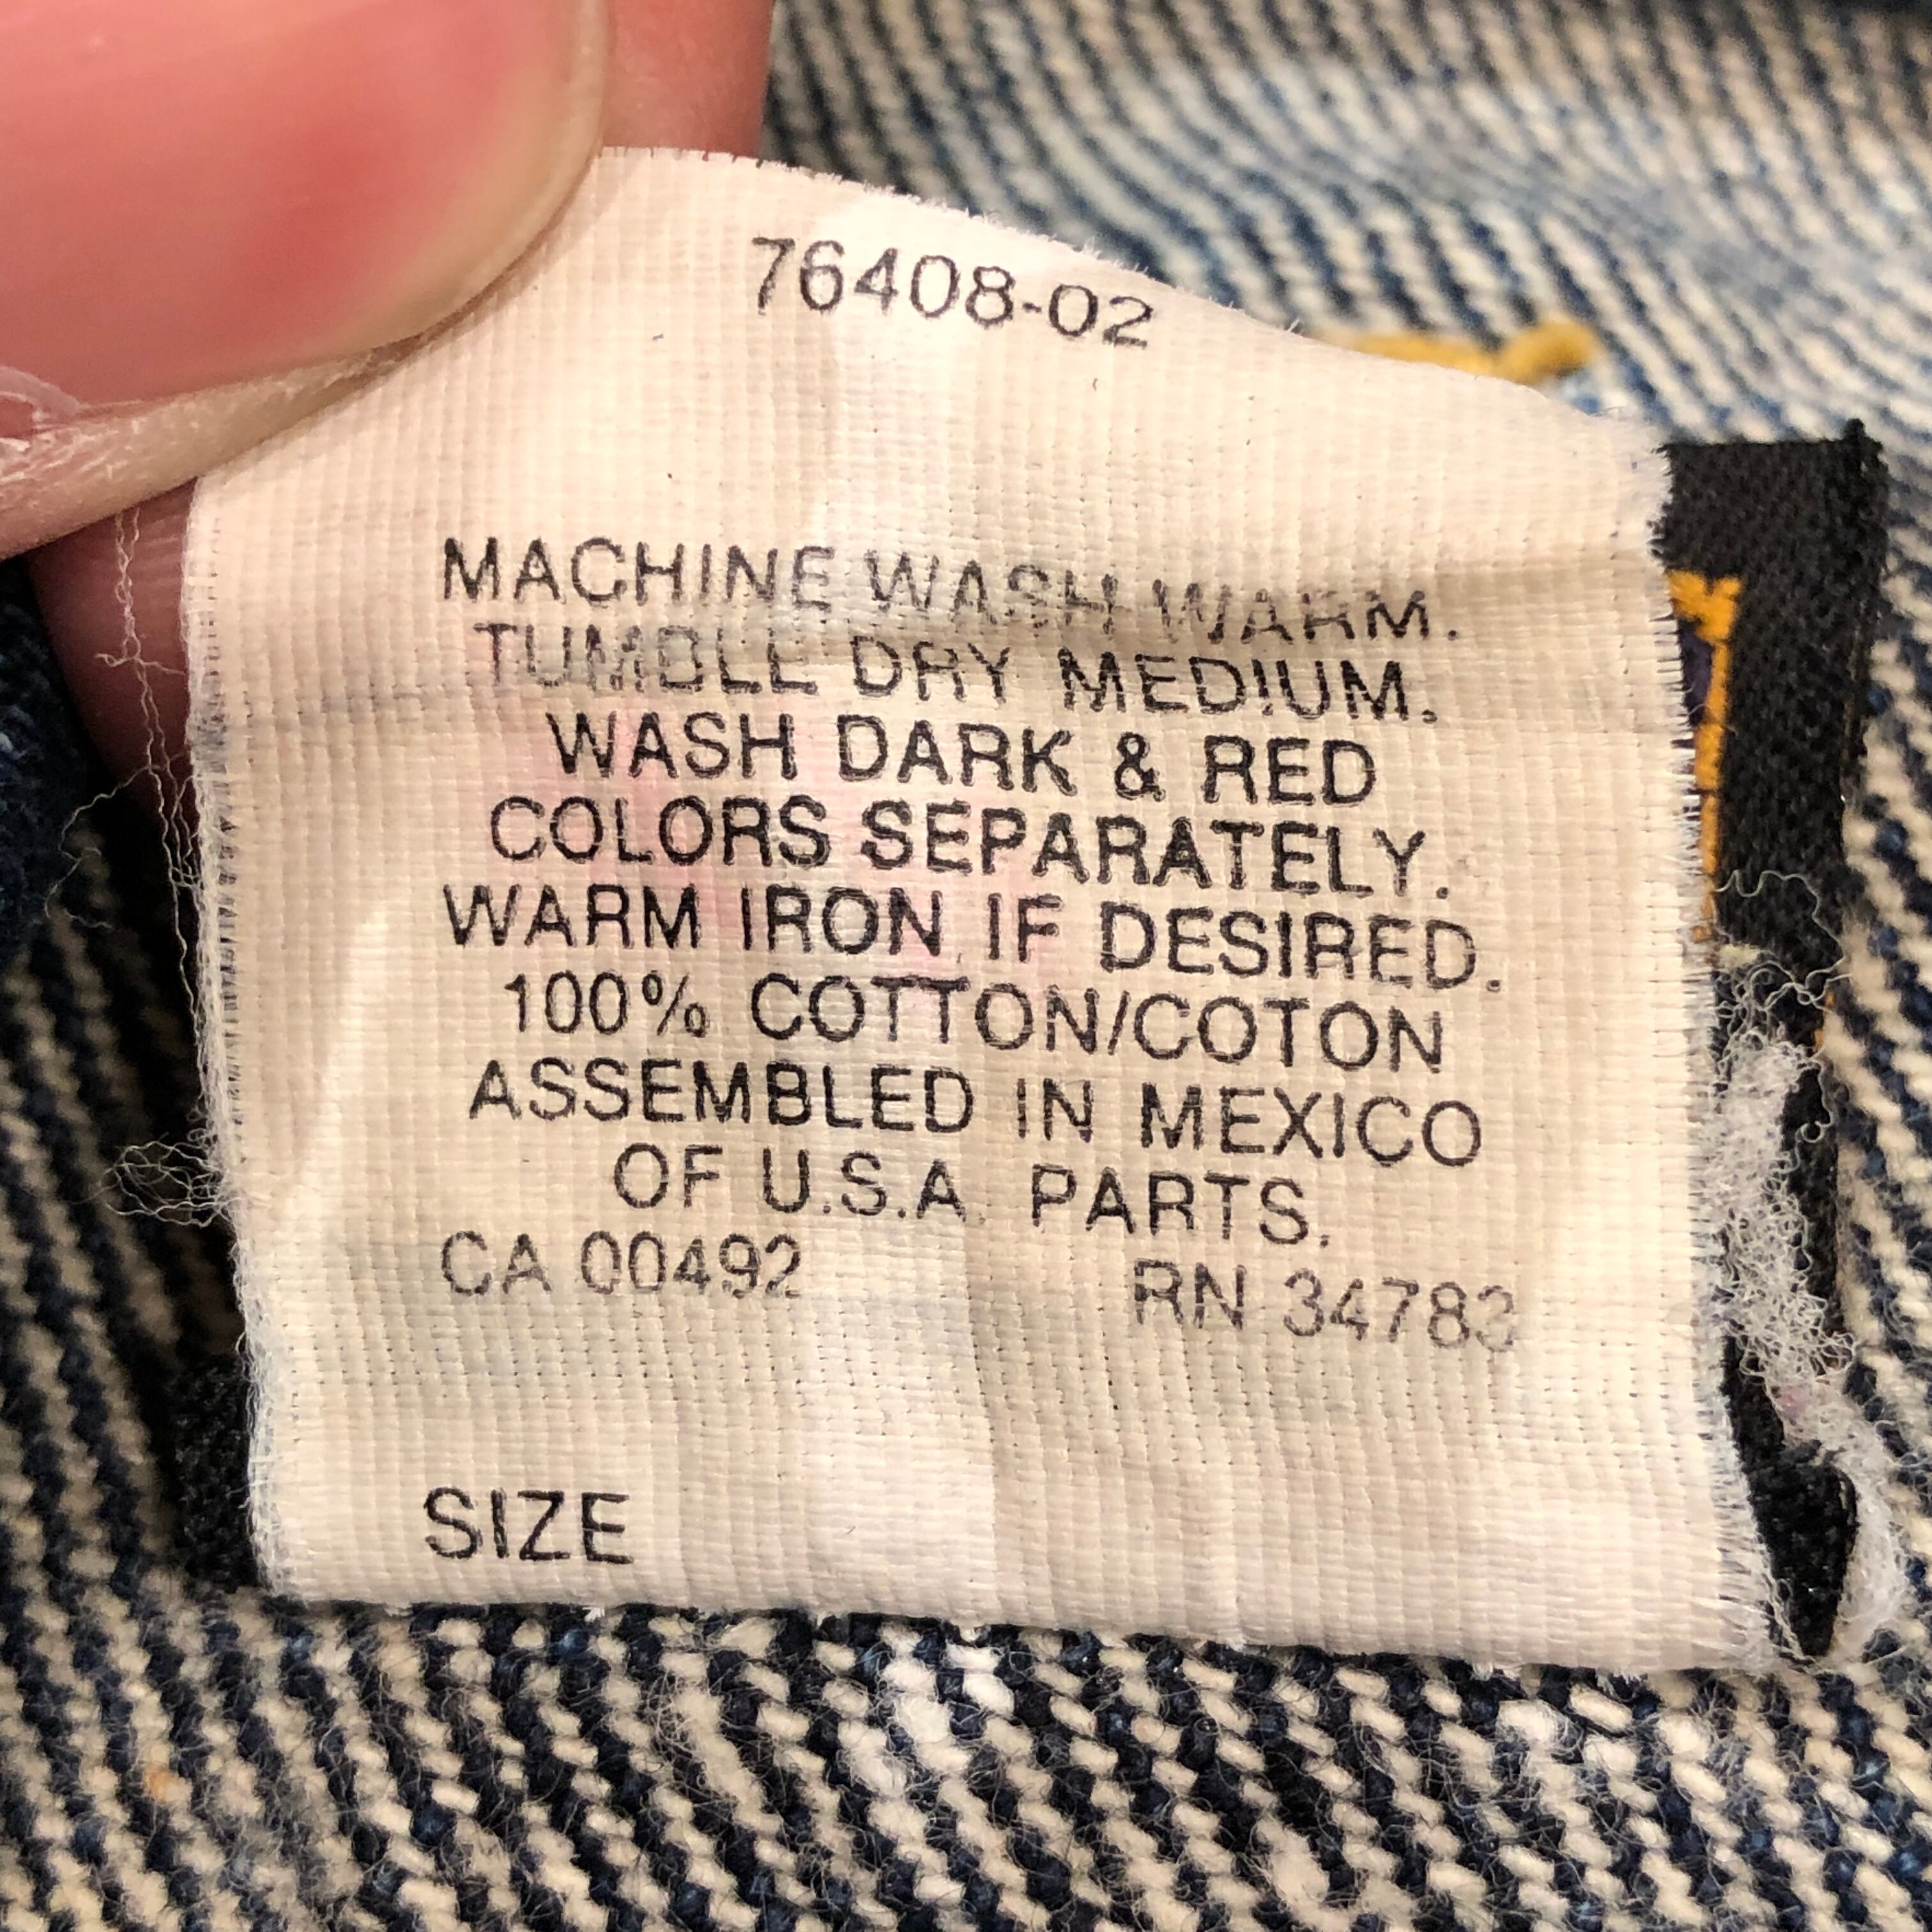 76408-02
MACHINE WASH WARM.
TUMBLE DRY MEDIUM.
WASH DARK & RED
COLORS SEPARATELY.
WARM IRON IF DESIRED.
100% COTTON/COTON
ASSEMBLED IN MEXICO
OF U.S.A. PARTS.
CA 00492 RN 34783
SIZE